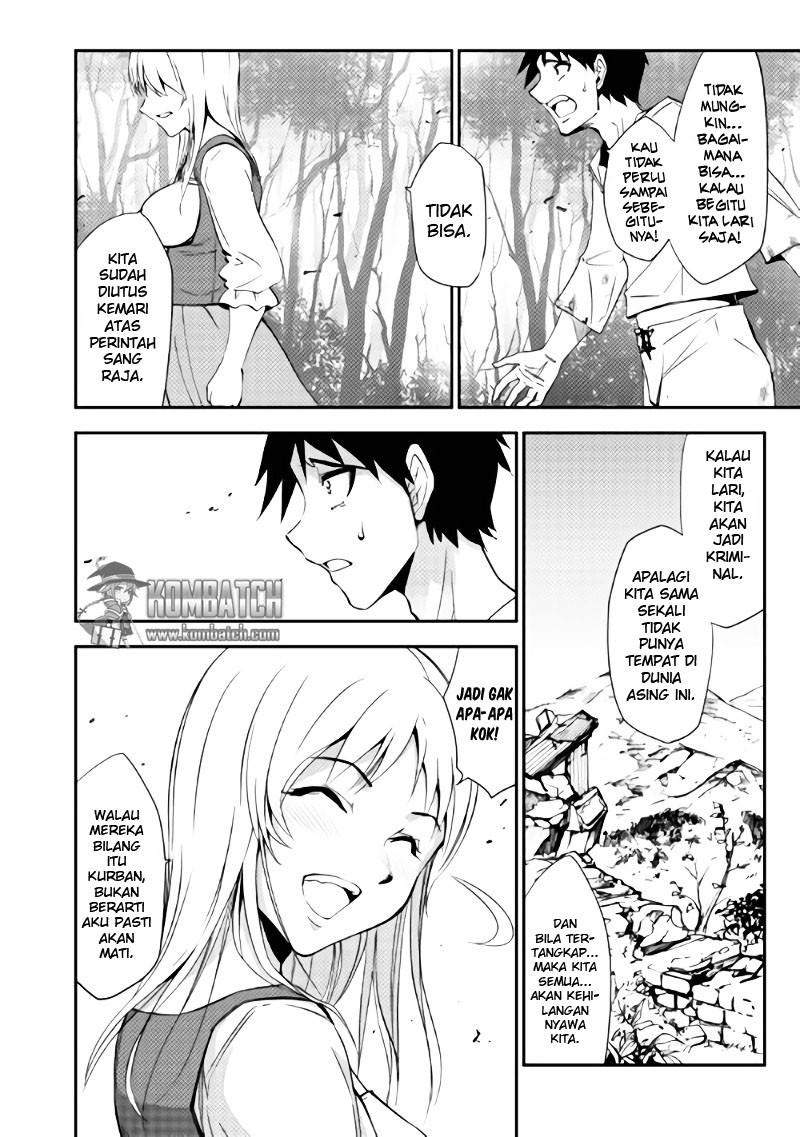 TIDAK
MUNG-
KIN...
BAGAI-
MANA
BISA...
KALAU
BEGITU
KITA LARI
SAJA!
KAU
TIDAK
PERLU
SAMPAI
SEBE-
GITU-
NYA!
TIDAK
BISA.
KITA
SUDAH
DIUTUS
KEMARI
ATAS
PERINTAH
SANG
RAJA.
KALAU
KITA
LARI,
KITA
AKAN
JADI
KRIMI-
NAL.
APALAGI
KITA SAMA
SEKALI
TIDAK
PUNYA
TEMPAT DI
DUNIA
ASING INI.
DAN
BILA TER-
TANGKAP...
MAKA KITA
SEMUA...
AKAN KEHI-
LANGAN
NYAWA
KITA.
KOMBATCH
www.kombatch.com
JADI GAK
APA-APA
KOK!
WALAU
MEREKA
BILANG
ITU
KURBAN,
BUKAN
BERARTI
AKU PASTI
AKAN
MATI.